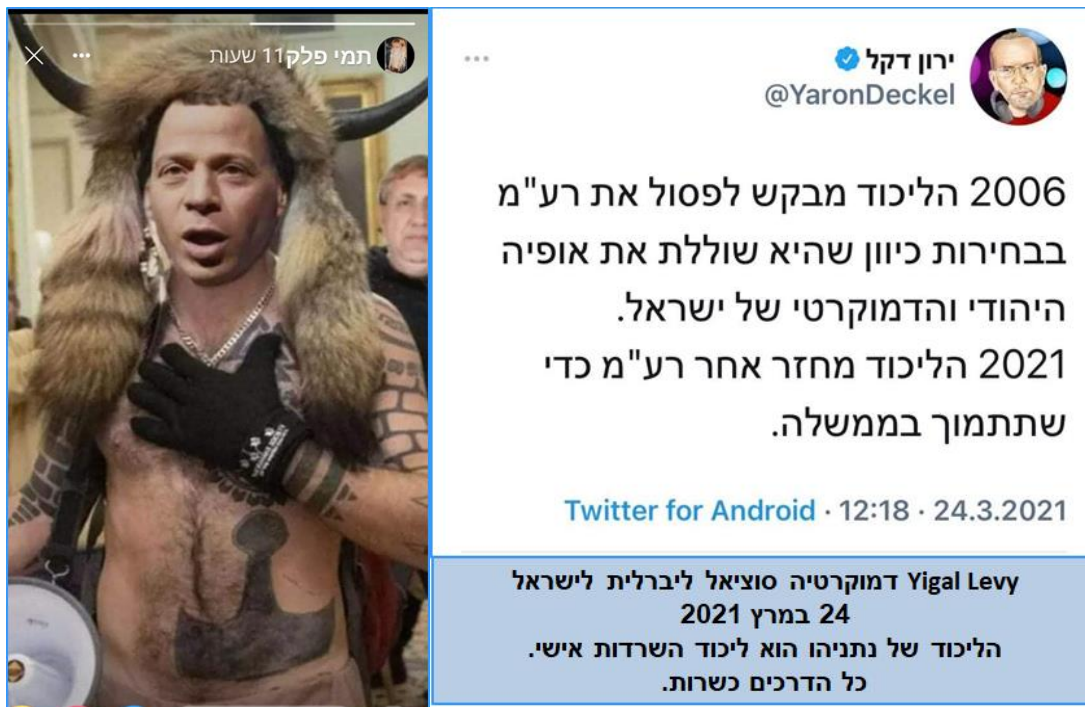 תמי פלק 11 שעות
ירון דקל
@YaronDeckel
2006 הליכוד מבקש לפסול את רע"מ
בבחירות כיוון שהיא שוללת את אופיה
היהודי והדמוקרטי של ישראל.
2021 הליכוד מחזר אחר רע"מ כדי
שתתמוך בממשלה.
Twitter for Android · 12:18 · 24.3.2021
Yigal Levy דמוקרטיה סוציאל ליברלית לישראל
24 במרץ 2021
הליכוד של נתניהו הוא ליכוד השרדות אישי.
כל הדרכים כשרות.